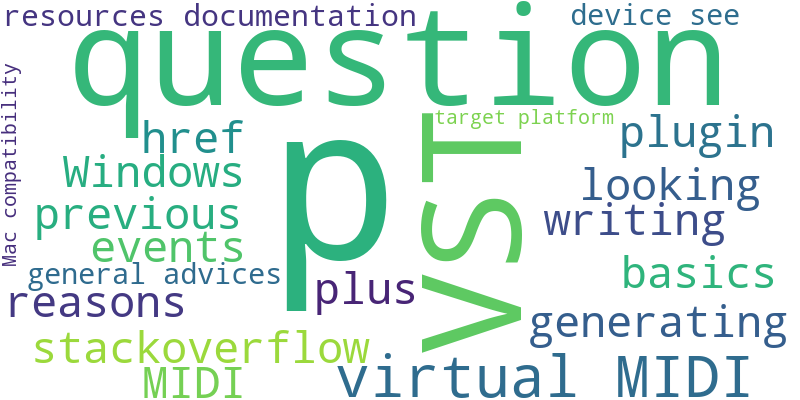 resources documentation
device see
question
target platform
Mac compatibility
href
p
VST
plugin
Windows
looking
previous
writing
events
general advices
basics
reasons
plus
generating
stackoverflow
virtual MIDI
MIDI